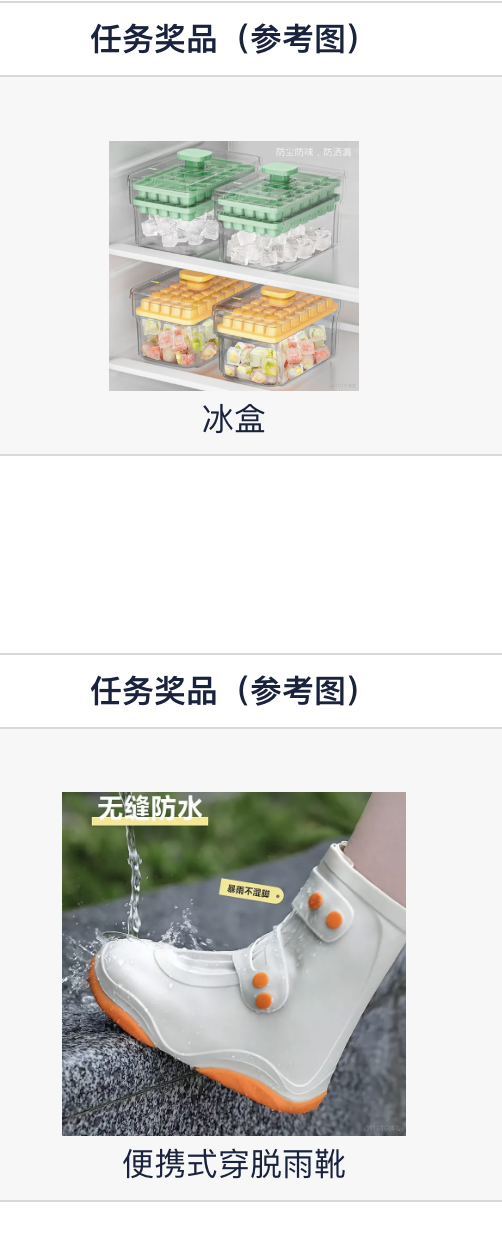 任务奖品（参考图）
防尘防味，防洒漏
冰盒
任务奖品（参考图）
无缝防水
暴雨不湿脚
便携式穿脱雨靴